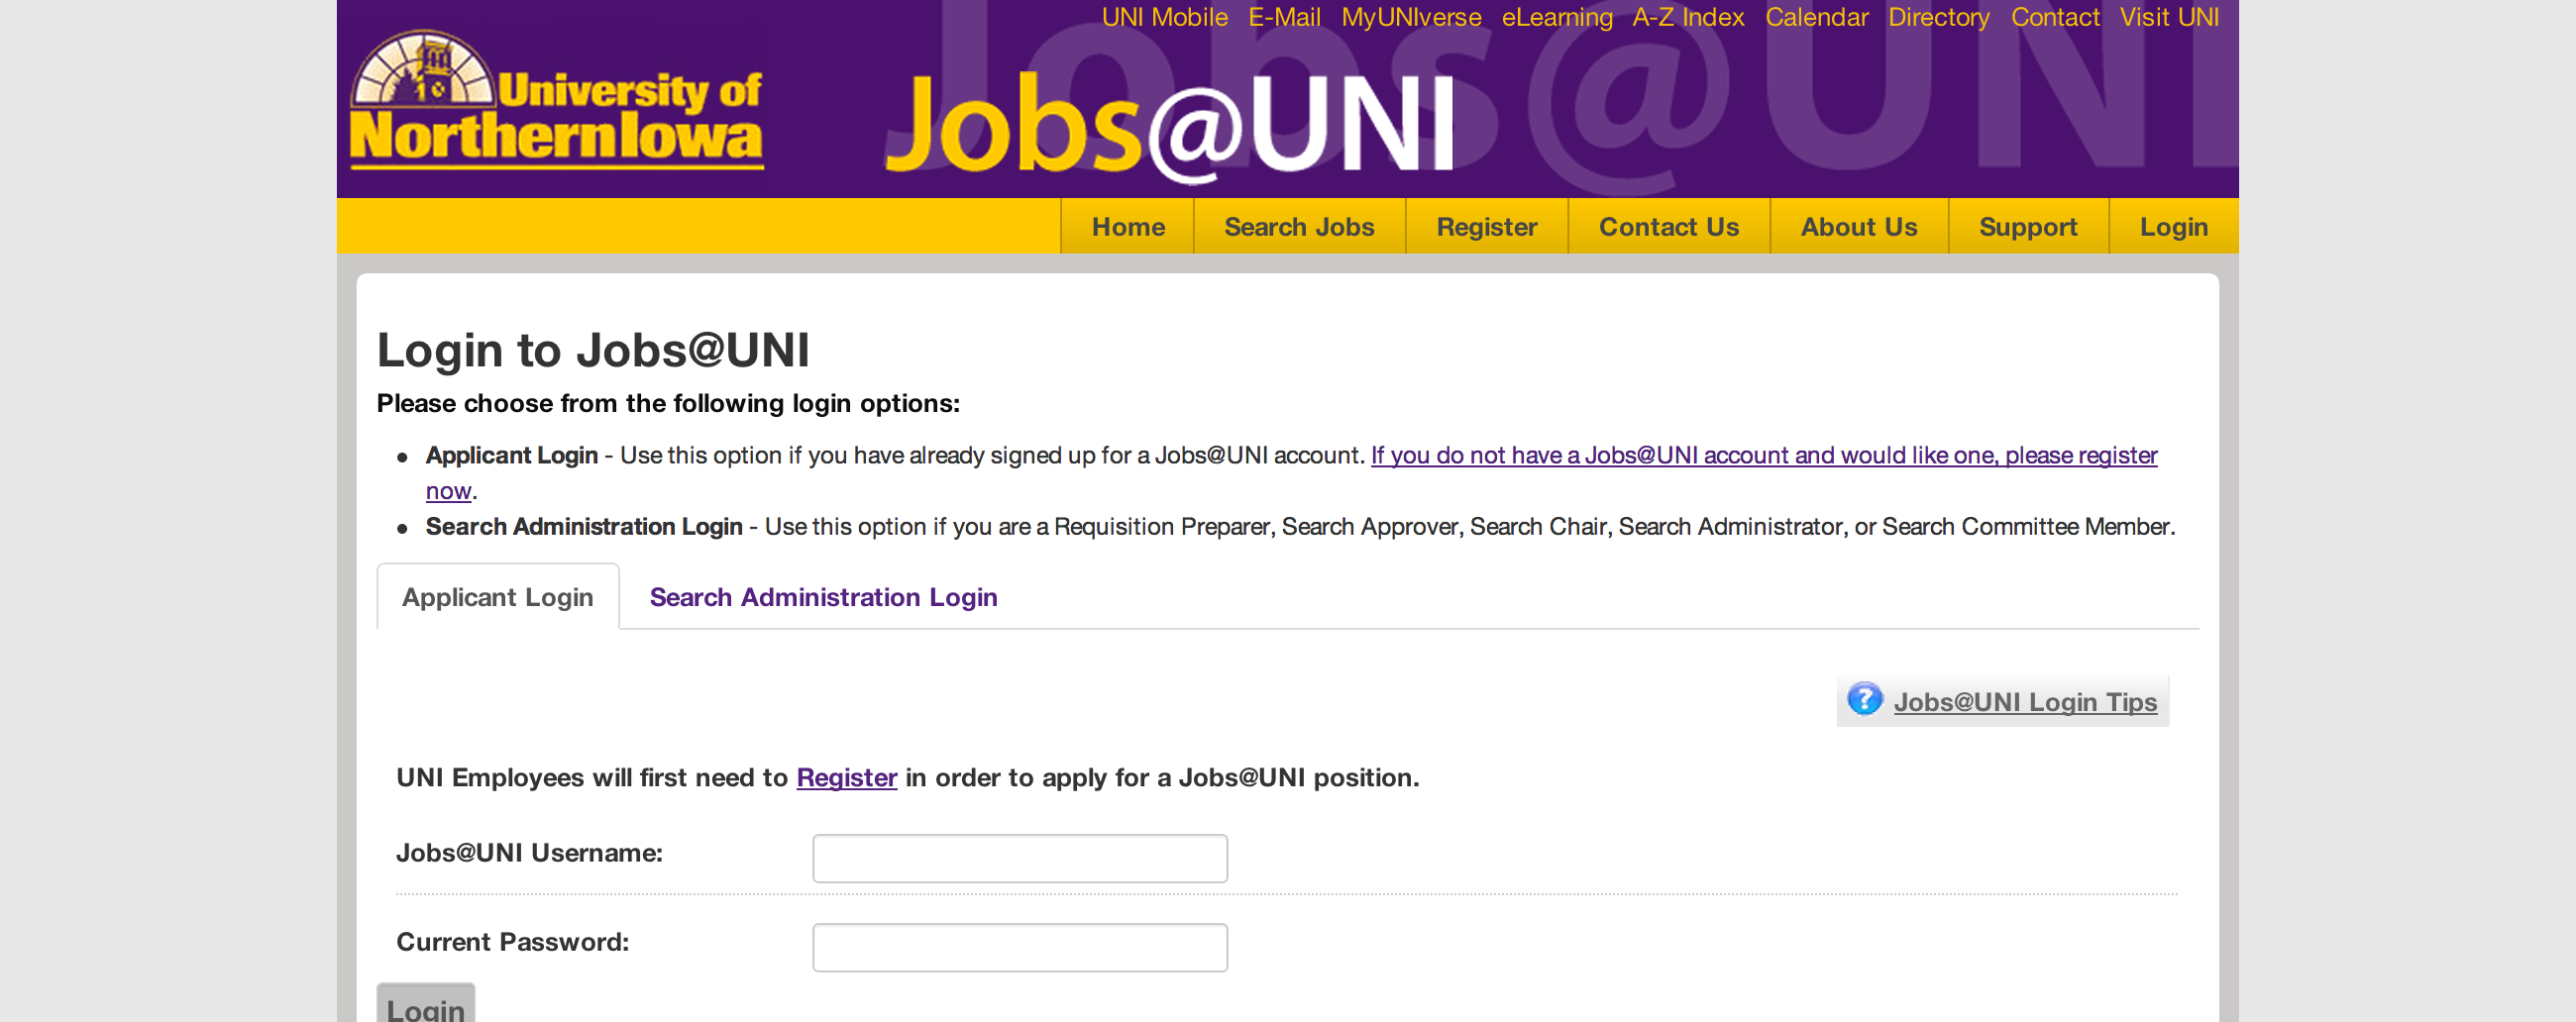 UNI Mobile E-Mail MyUNIverse eLearning A-Z Index Calendar Directory Contact Visit UNI
University of
Northern Iowa
Jobs@UNI
Jobs@UNI
Home Search Jobs Register Contact Us About Us Support Login
Login to Jobs@UNI
Please choose from the following login options:
• Applicant Login - Use this option if you have already signed up for a Jobs@UNI account. If you do not have a Jobs@UNI account and would like one, please register
now.
• Search Administration Login - Use this option if you are a Requisition Preparer, Search Approver, Search Chair, Search Administrator, or Search Committee Member.
Applicant Login Search Administration Login
? Jobs@UNI Login Tips
UNI Employees will first need to Register in order to apply for a Jobs@UNI position.
Jobs@UNI Username:
Current Password:
Login